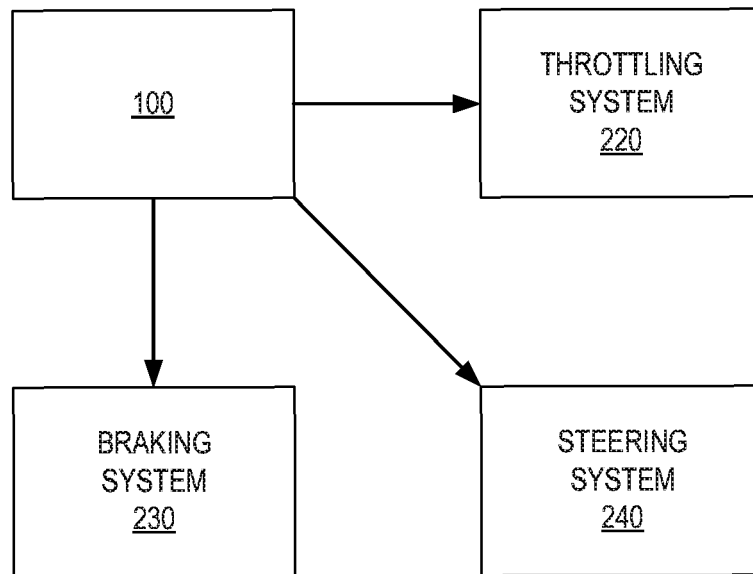 100
THROTTLING
SYSTEM
220
BRAKING
SYSTEM
230
STEERING
SYSTEM
240